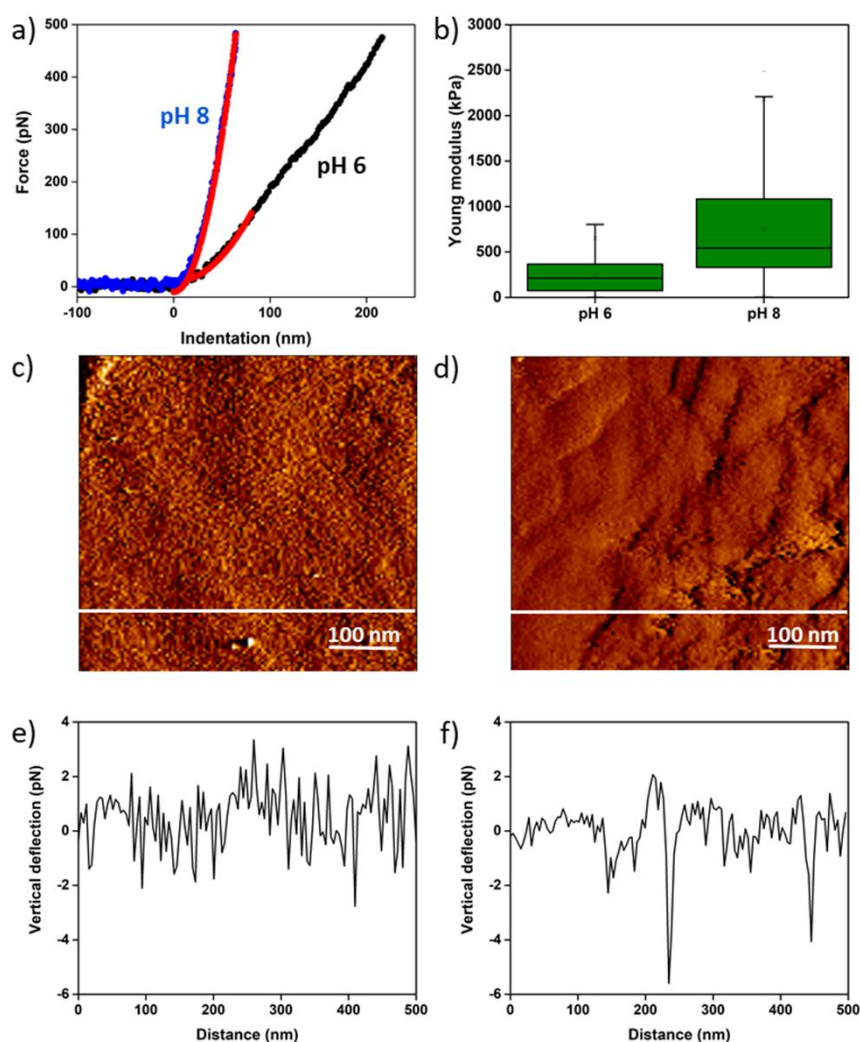 a)
500
400
300
200
100
0
Force (pN)
pH 8
pH 6
-100
0
100
200
Indentation (nm)
b)
3000
2500
2000
1500
1000
500
0
Young modulus (kPa)
pH 6
pH 8
c)
100 nm
d)
100 nm
e)
4
2
0
-2
-4
-6
Vertical deflection (pN)
0
100
200
300
400
500
Distance (nm)
f)
4
2
0
-2
-4
-6
Vertical deflection (pN)
0
100
200
300
400
500
Distance (nm)